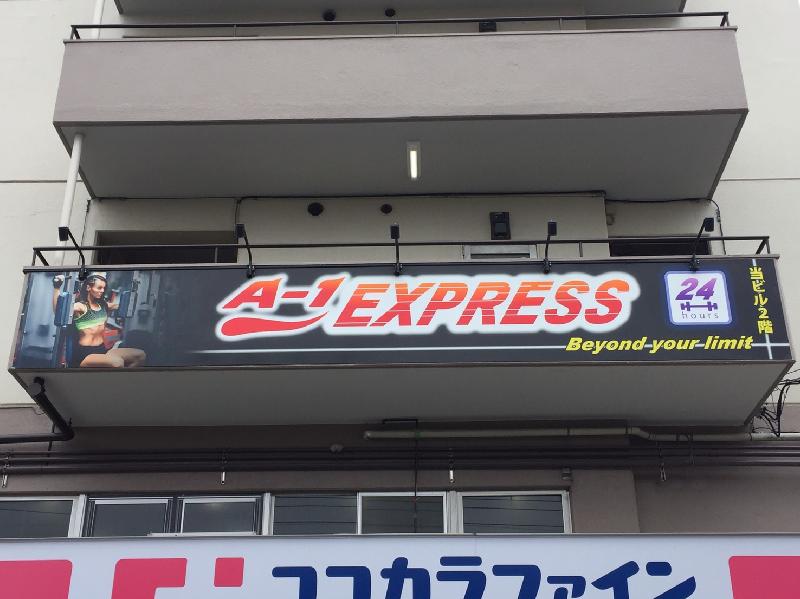 A-1 EXPRESS
24
hours
Beyond your limit
当ビル2階
ココカラファイン